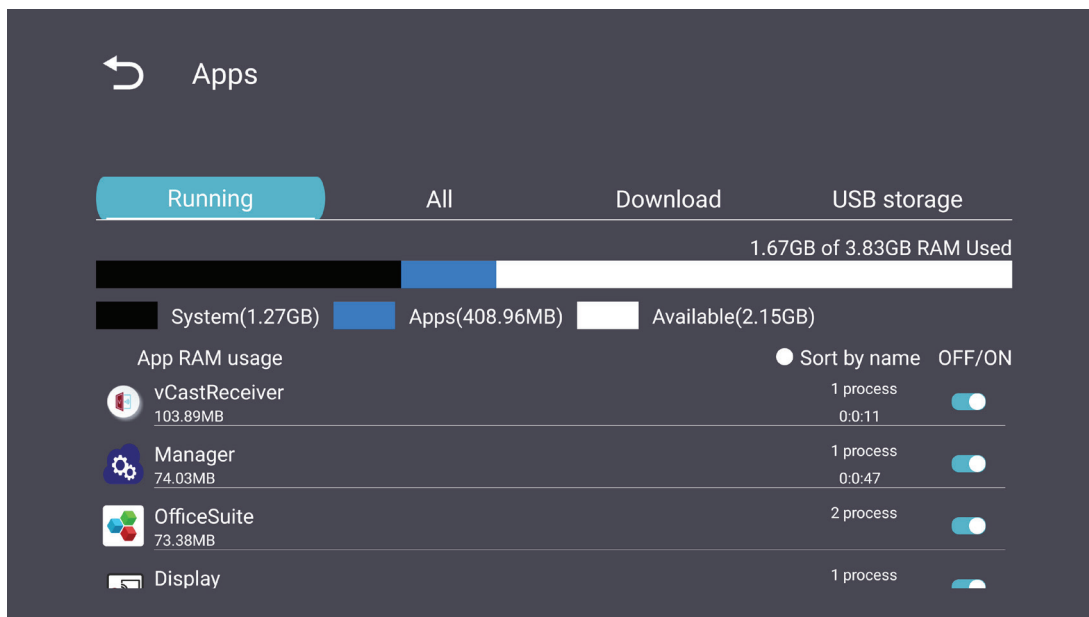 Apps
Running All Download USB storage
1.67GB of 3.83GB RAM Used
System(1.27GB) Apps(408.96MB) Available(2.15GB)
App RAM usage Sort by name OFF/ON
vCastReceiver 1 process
103.89MB 0:0:11
Manager 1 process
74.03MB 0:0:47
OfficeSuite 2 process
73.38MB
Display 1 process